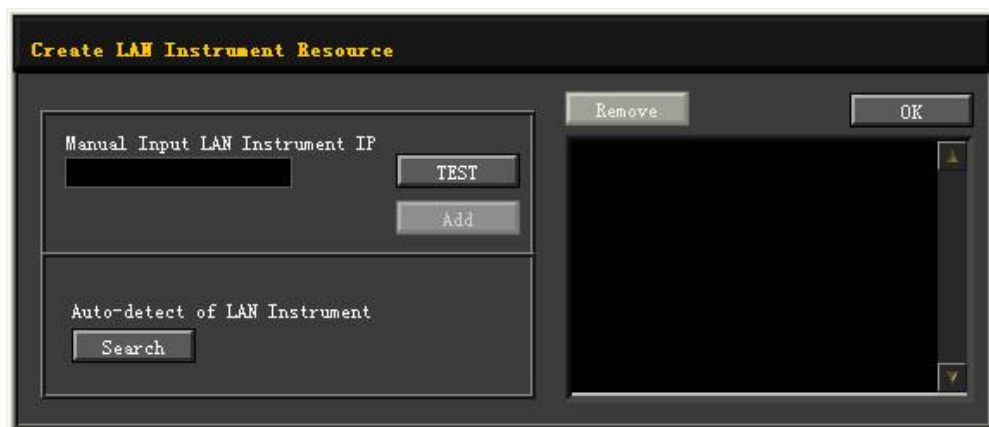 Create LAN Instrument Resource
Remove
OK
Manual Input LAN Instrument IP
TEST
Add
Auto-detect of LAN Instrument
Search